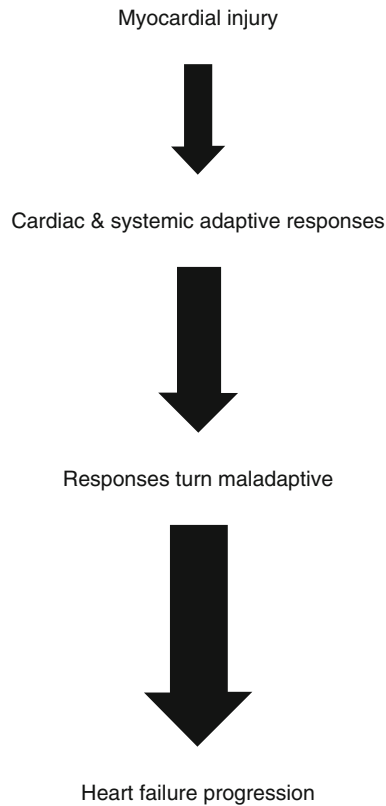 Myocardial injury
Cardiac & systemic adaptive responses
Responses turn maladaptive
Heart failure progression